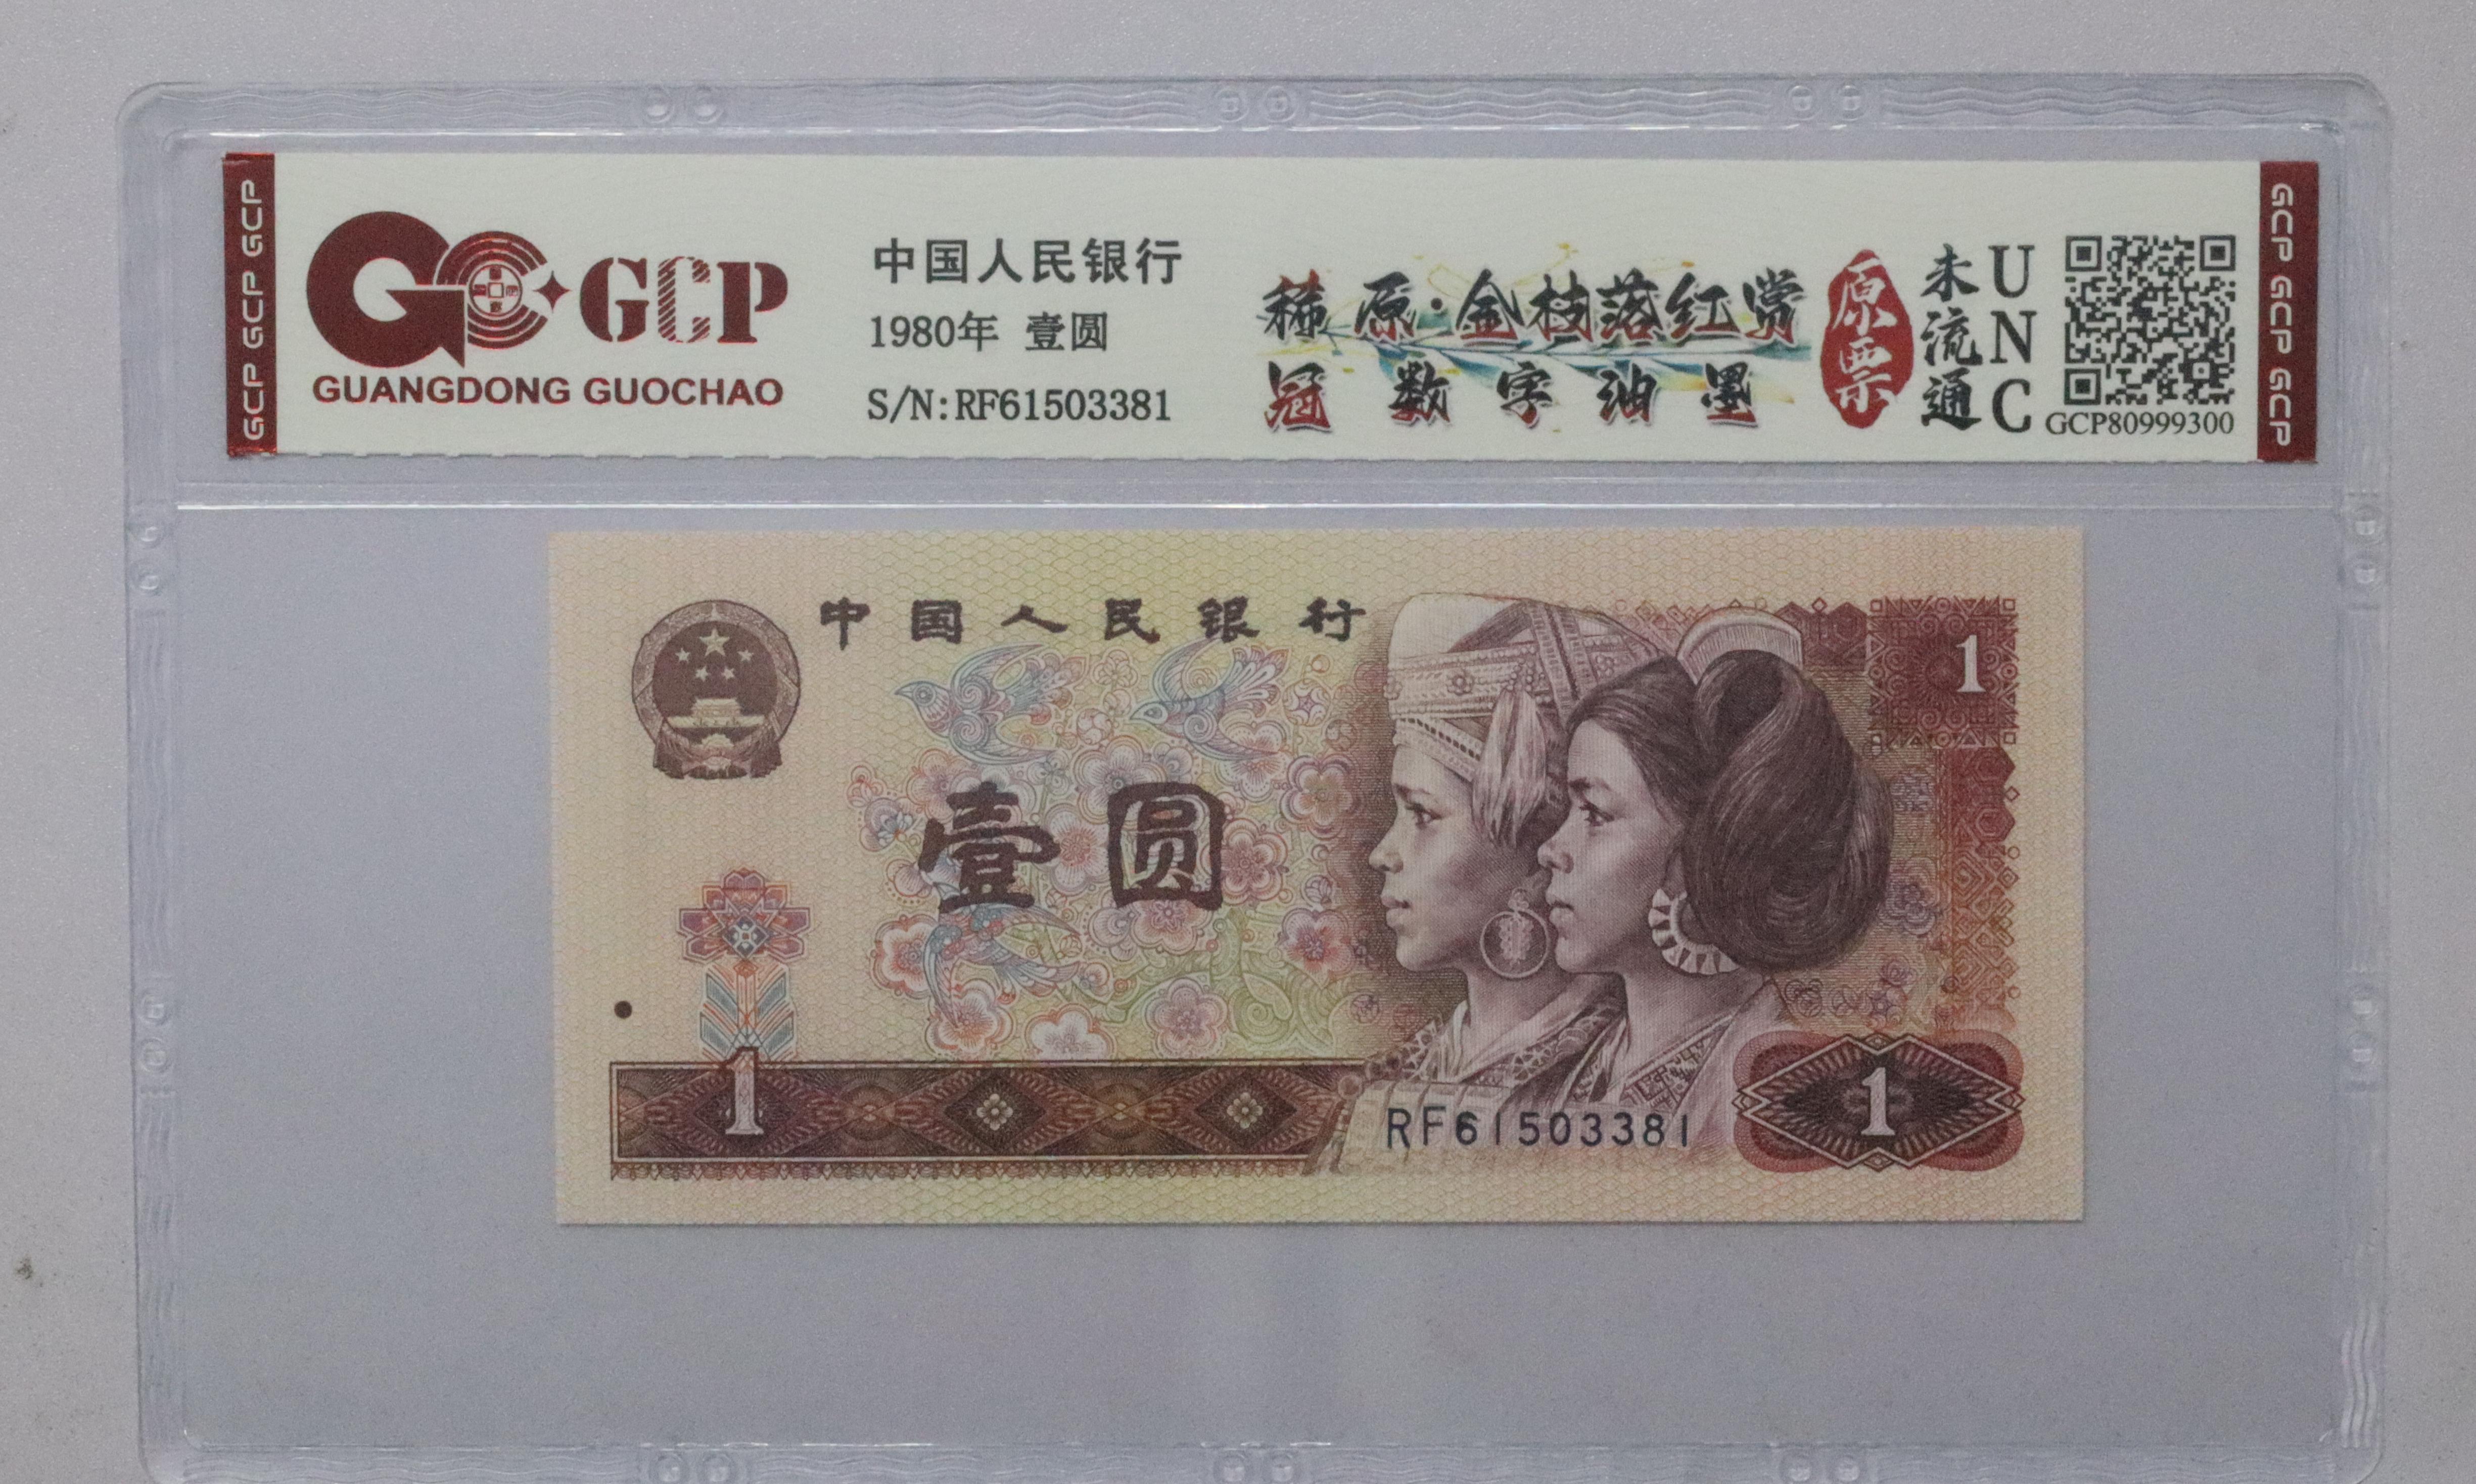 GCP GCP GCP
GCP
GUANGDONG GUOCHAO
中国人民银行
1980年 壹圆
S/N:RF61503381
稀原·金枝落红赏
冠数字油墨
原票
未流通
UNC
GCP80999300
GCP GCP GCP
中国人民银行
1
壹圆
1
RF61503381
1